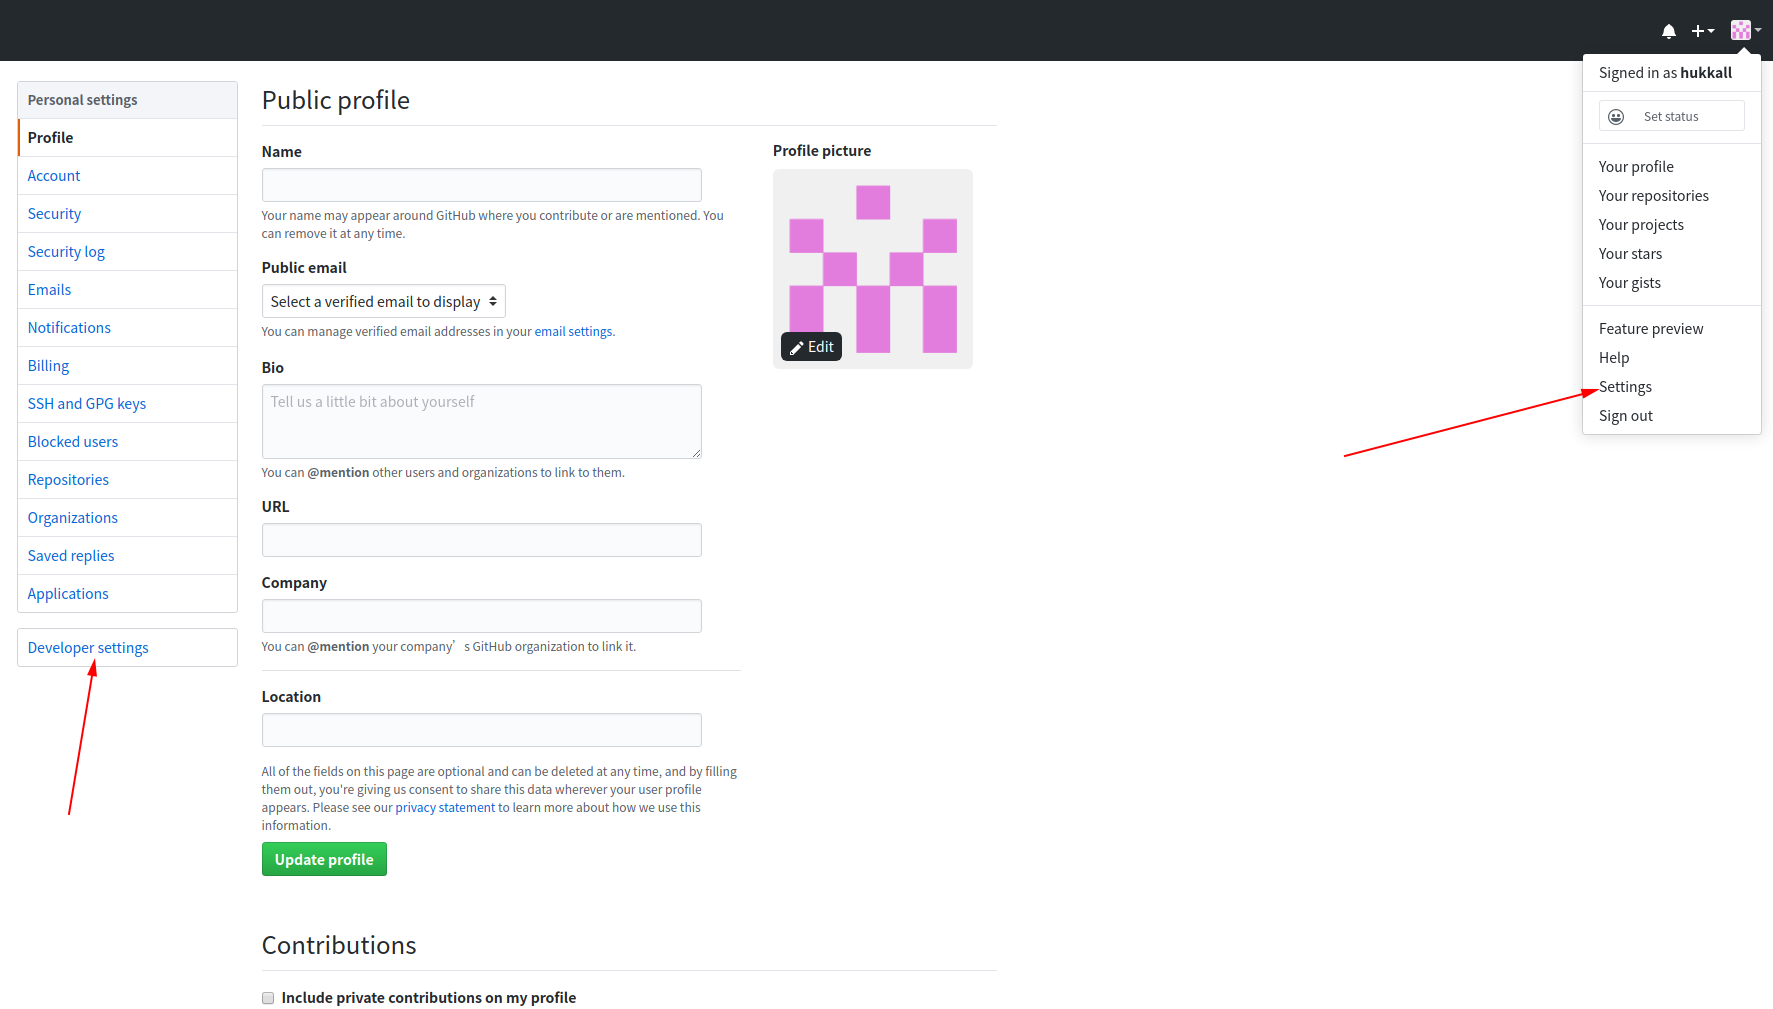 Signed in as hukkall
Set status
Your profile
Your repositories
Your projects
Your stars
Your gists
Feature preview
Help
Settings
Sign out
Personal settings
Profile
Account
Security
Security log
Emails
Notifications
Billing
SSH and GPG keys
Blocked users
Repositories
Organizations
Saved replies
Applications
Developer settings
Public profile
Name
Your name may appear around GitHub where you contribute or are mentioned. You
can remove it at any time.
Public email
Select a verified email to display
You can manage verified email addresses in your email settings.
Bio
Tell us a little bit about yourself
You can @mention other users and organizations to link to them.
URL
Company
You can @mention your company’s GitHub organization to link it.
Location
All of the fields on this page are optional and can be deleted at any time, and by filling
them out, you're giving us consent to share this data wherever your user profile
appears. Please see our privacy statement to learn more about how we use this
information.
Update profile
Profile picture
Edit
Contributions
Include private contributions on my profile